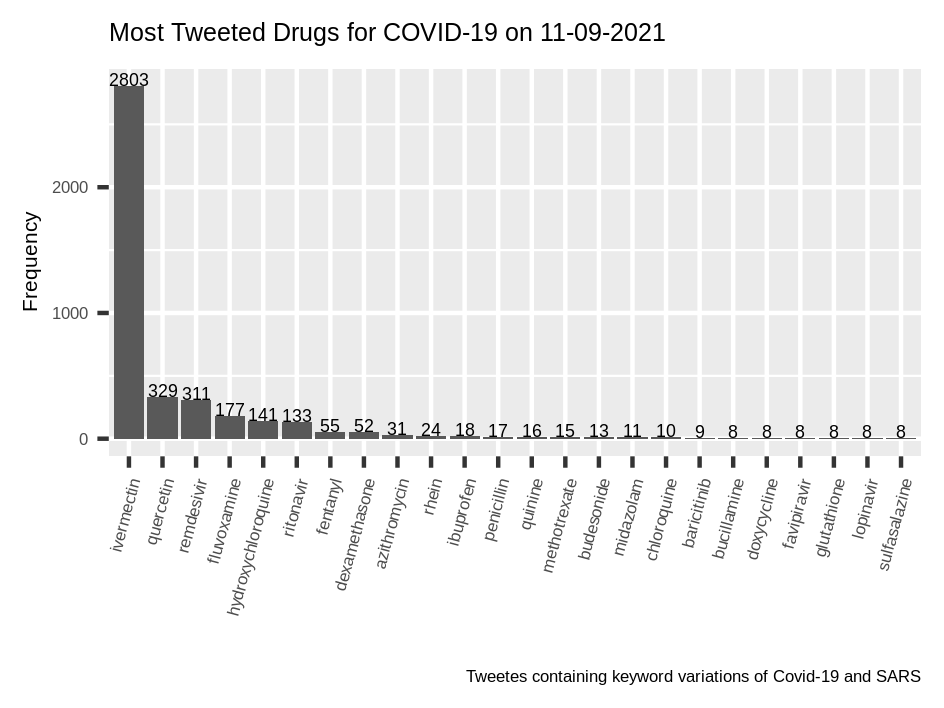 Most Tweeted Drugs for COVID-19 on 11-09-2021
Frequency
2000
1000
0
2803
329
311
177
141
133
55
52
31
24
18
17
16
15
13
11
10
9
8
8
8
8
8
8
ivermectin
quercetin
remdesivir
fluvoxamine
hydroxychloroquine
ritonavir
fentanyl
dexamethasone
azithromycin
rhein
ibuprofen
penicillin
quinine
methotrexate
budesonide
midazolam
chloroquine
baricitinib
bucillamine
doxycycline
favipiravir
glutathione
lopinavir
sulfasalazine
Tweetes containing keyword variations of Covid-19 and SARS